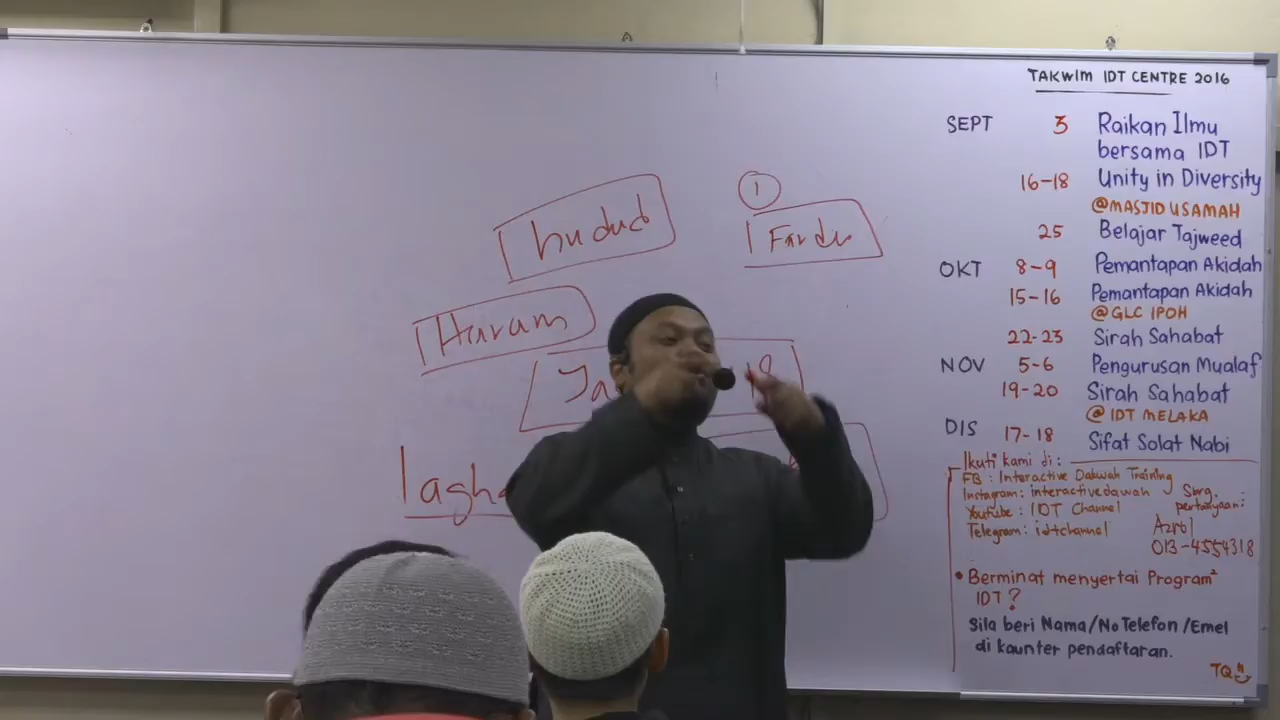 TAKWIM IDT CENTRE 2016
SEPT 3 Raikan Ilmu
bersama IDT
16-18 Unity in Diversity
@MASJID USAMAH
25 Belajar Tajweed
OKT 8-9 Pemantapan Akidah
15-16 Pemantapan Akidah
@GLC IPOH
22-23 Sirah Sahabat
NOV 5-6 Pengurusan Mualaf
19-20 Sirah Sahabat
@IDT MELAKA
DIS 17-18 Sifat Solat Nabi
Ikuti kami di:
FB: Interactive Dakwah Training
Instagram: interactivedawah
Youtube: IDT Channel
Telegram: idtchannel
Sbrg.
pertanyaan:
Azrol
013-4554318
• Berminat menyertai Program²
IDT?
Sila beri Nama/No Telefon/Emel
di kaunter pendaftaran.
TQ
hudud
1
Fardu
Haram